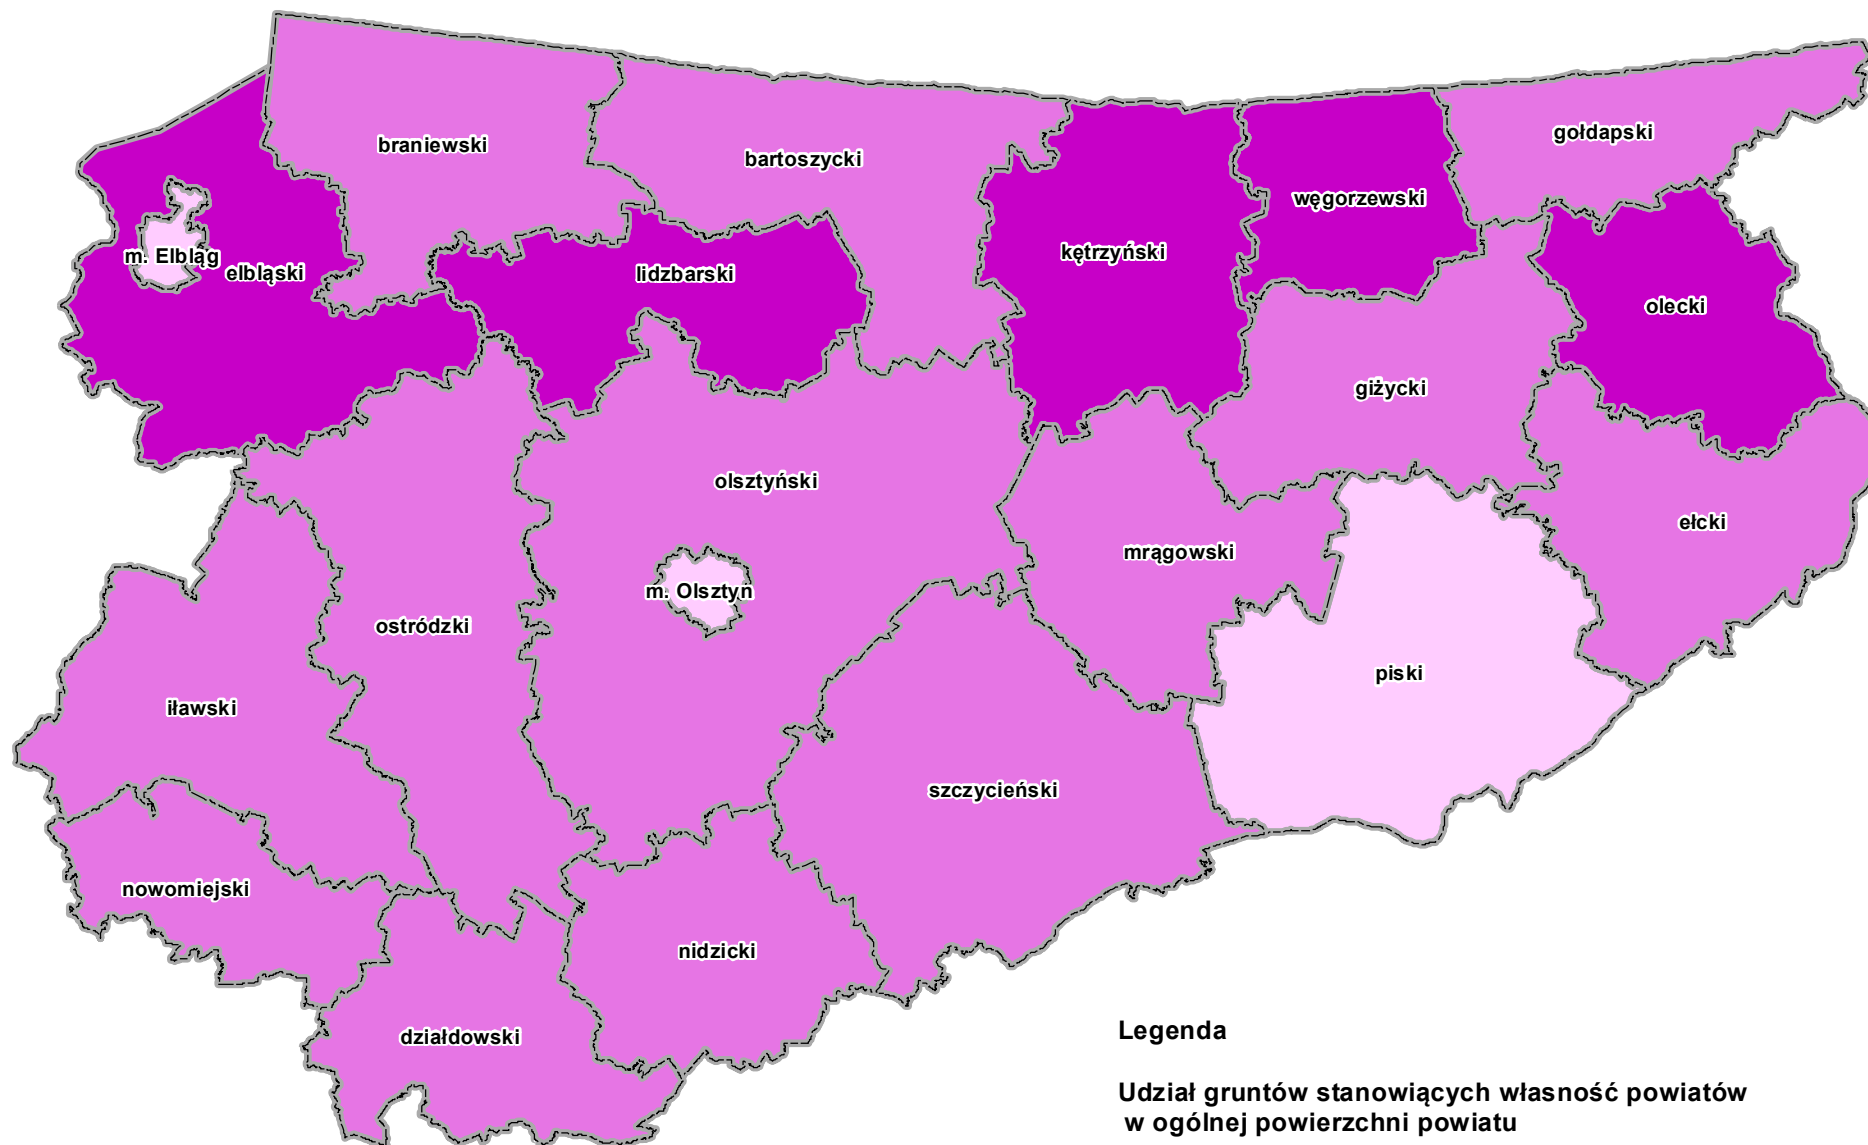 gołdapski
braniewski
bartoszycki
węgorzewski
m. Elbląg
elbląski
lidzbarski
kętrzyński
olecki
giżycki
olsztyński
ełcki
mrągowski
m. Olsztyn
ostródzki
piski
iławski
szczycieński
nowomiejski
nidzicki
działdowski
Legenda
Udział gruntów stanowiących własność powiatów
w ogólnej powierzchni powiatu